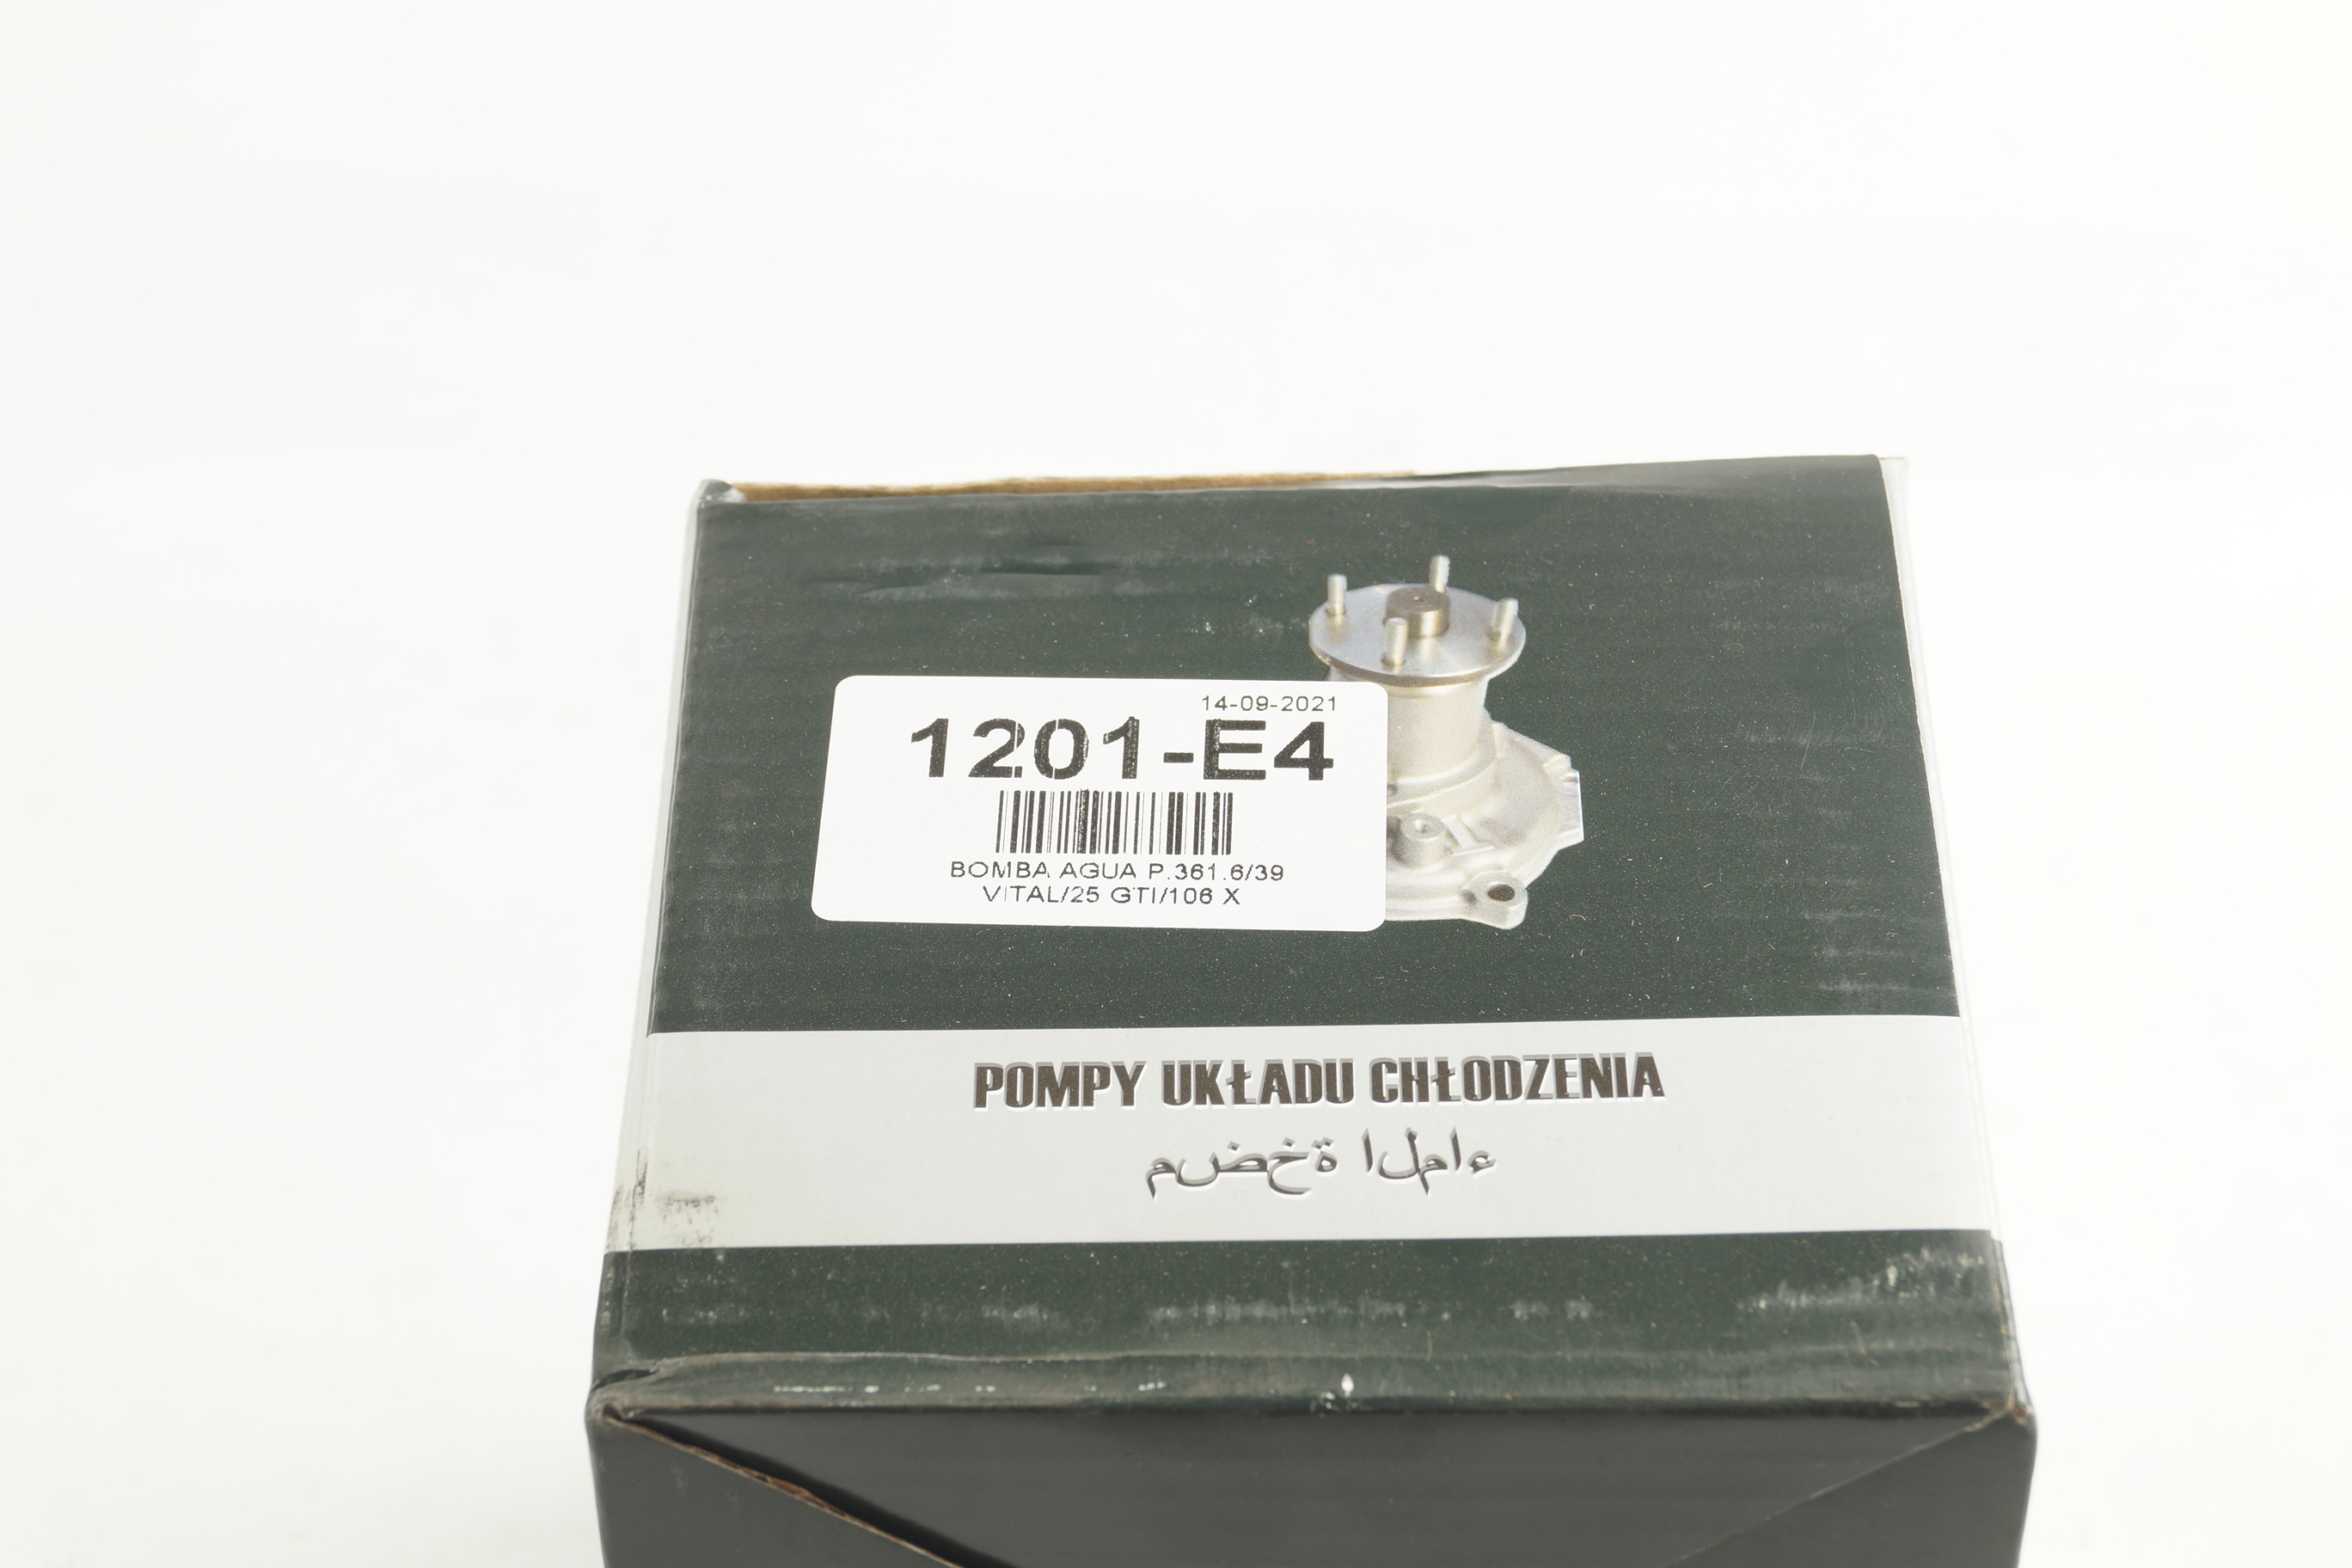 14-09-2021
1201-E4
BOMBA AGUA P.361.6/39
VITAL/25 GTI/106 X
POMPY UKŁADU CHŁODZENIA
مضخة الماء